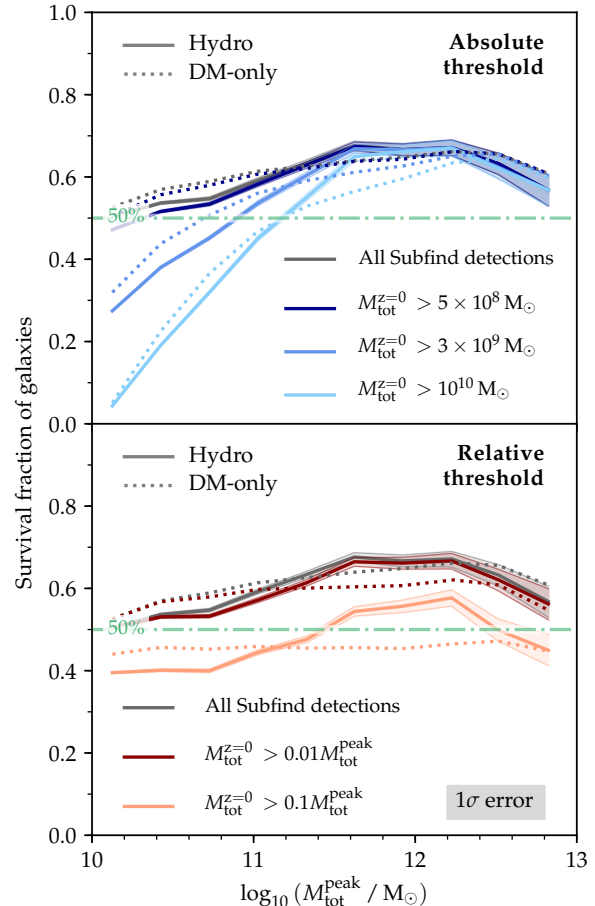 1.0
Hydro
DM-only
Absolute
threshold
0.8
0.6
50%
0.4
0.2
0.0
All Subfind detections
M_tot^{z=0} > 5 × 10^8 M_⊙
M_tot^{z=0} > 3 × 10^9 M_⊙
M_tot^{z=0} > 10^10 M_⊙
Survival fraction of galaxies
Hydro
DM-only
Relative
threshold
0.8
0.6
50%
0.4
0.2
0.0
All Subfind detections
M_tot^{z=0} > 0.01M_tot^{peak}
M_tot^{z=0} > 0.1M_tot^{peak}
1σ error
10 11 12 13
log_10 (M_tot^{peak} / M_⊙)